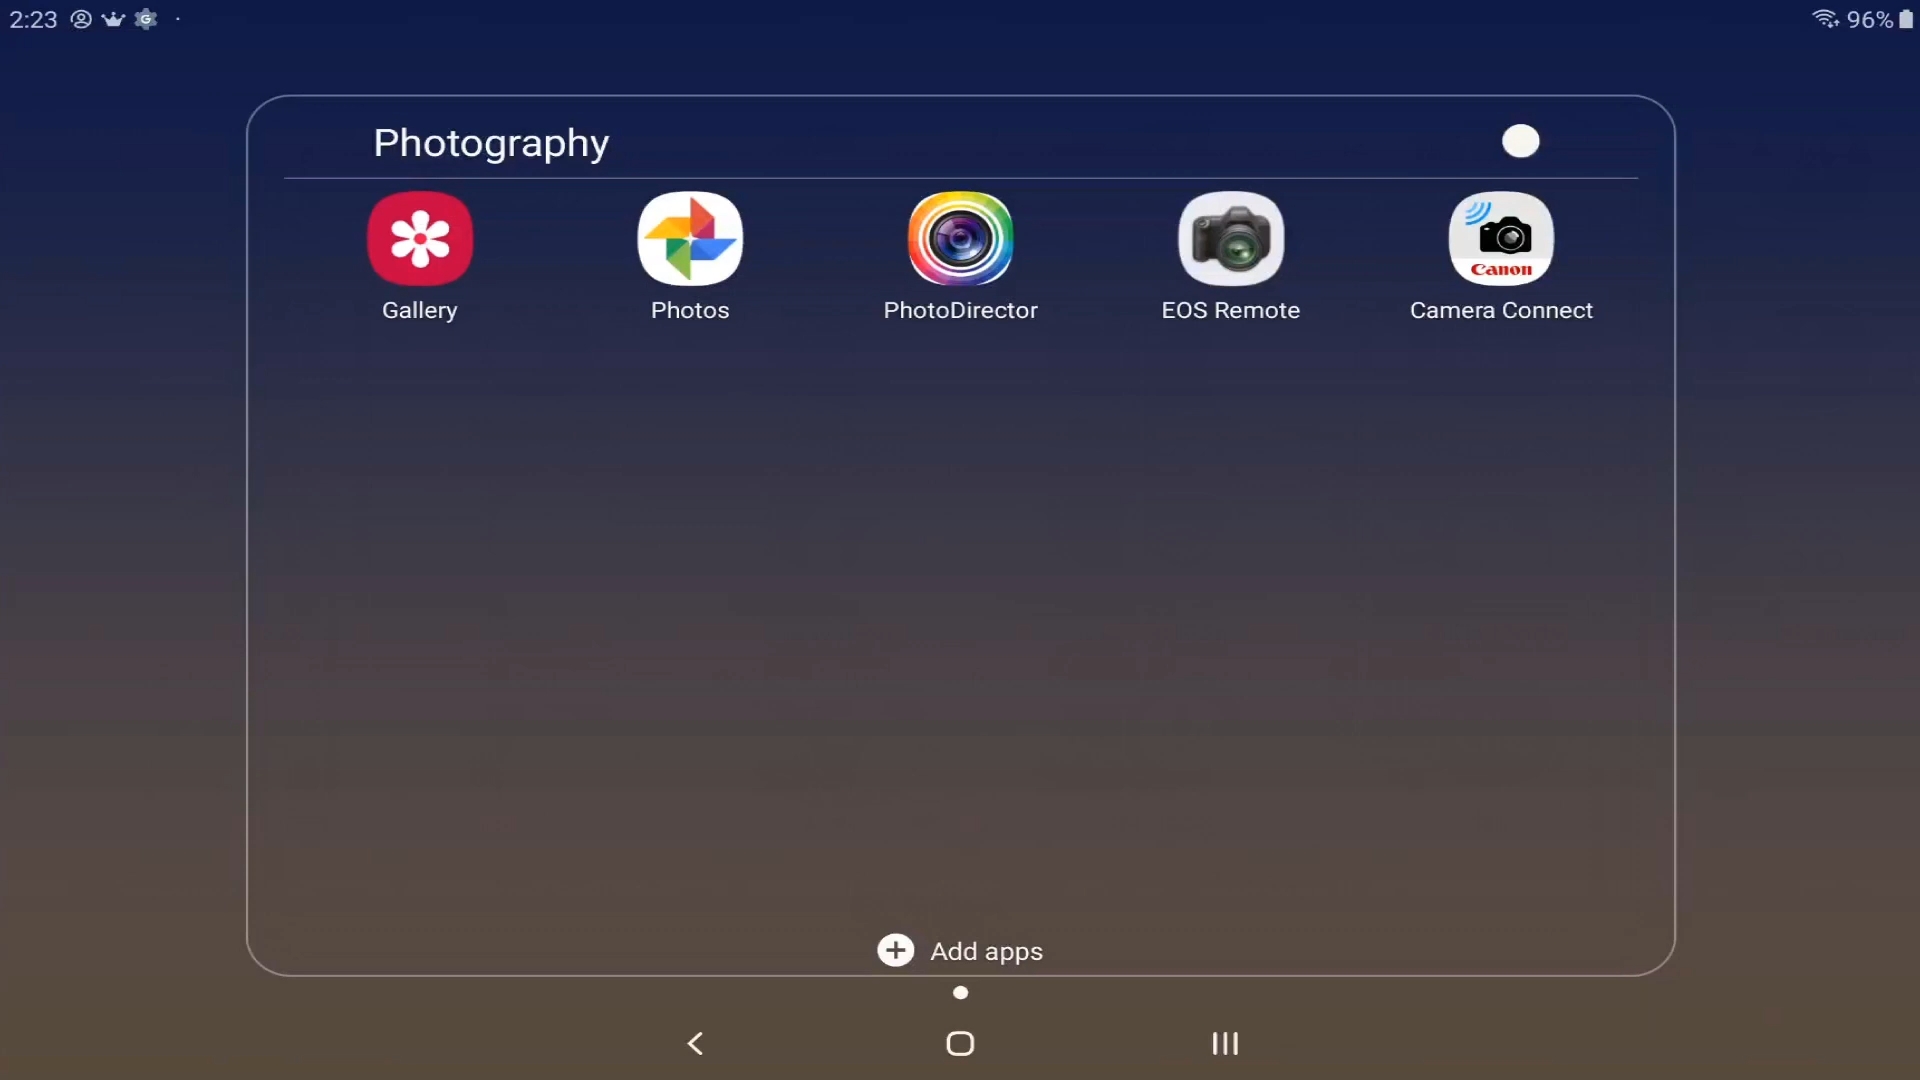 2:23
96%
Photography
Canon
Gallery
Photos
PhotoDirector
EOS Remote
Camera Connect
Add apps